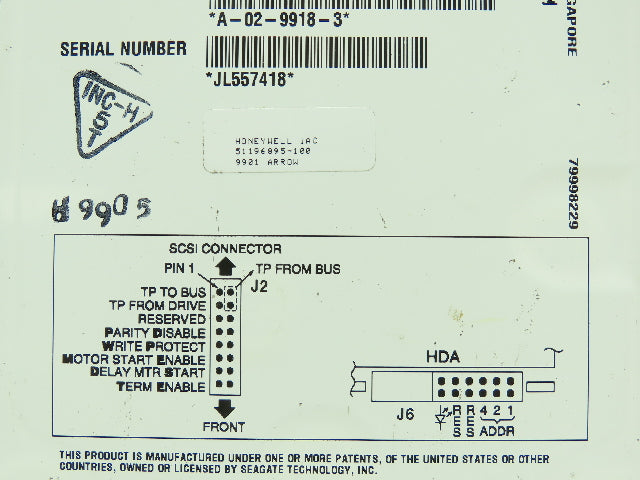 *A-02-9918-3*
SERIAL NUMBER
*JL557418*
INC-H
5
T
HONEYWELL IAC
51196895-100
9901 ARROW
79998229
H 9905
SCSI CONNECTOR
PIN 1
TP FROM BUS
J2
TP TO BUS
TP FROM DRIVE
RESERVED
PARITY DISABLE
WRITE PROTECT
MOTOR START ENABLE
DELAY MTR START
TERM ENABLE
FRONT
HDA
J6
RES
RES
4 2 1
ADDR
THIS PRODUCT IS MANUFACTURED UNDER ONE OR MORE PATENTS, OF THE UNITED STATES OR OTHER
COUNTRIES, OWNED OR LICENSED BY SEAGATE TECHNOLOGY, INC.